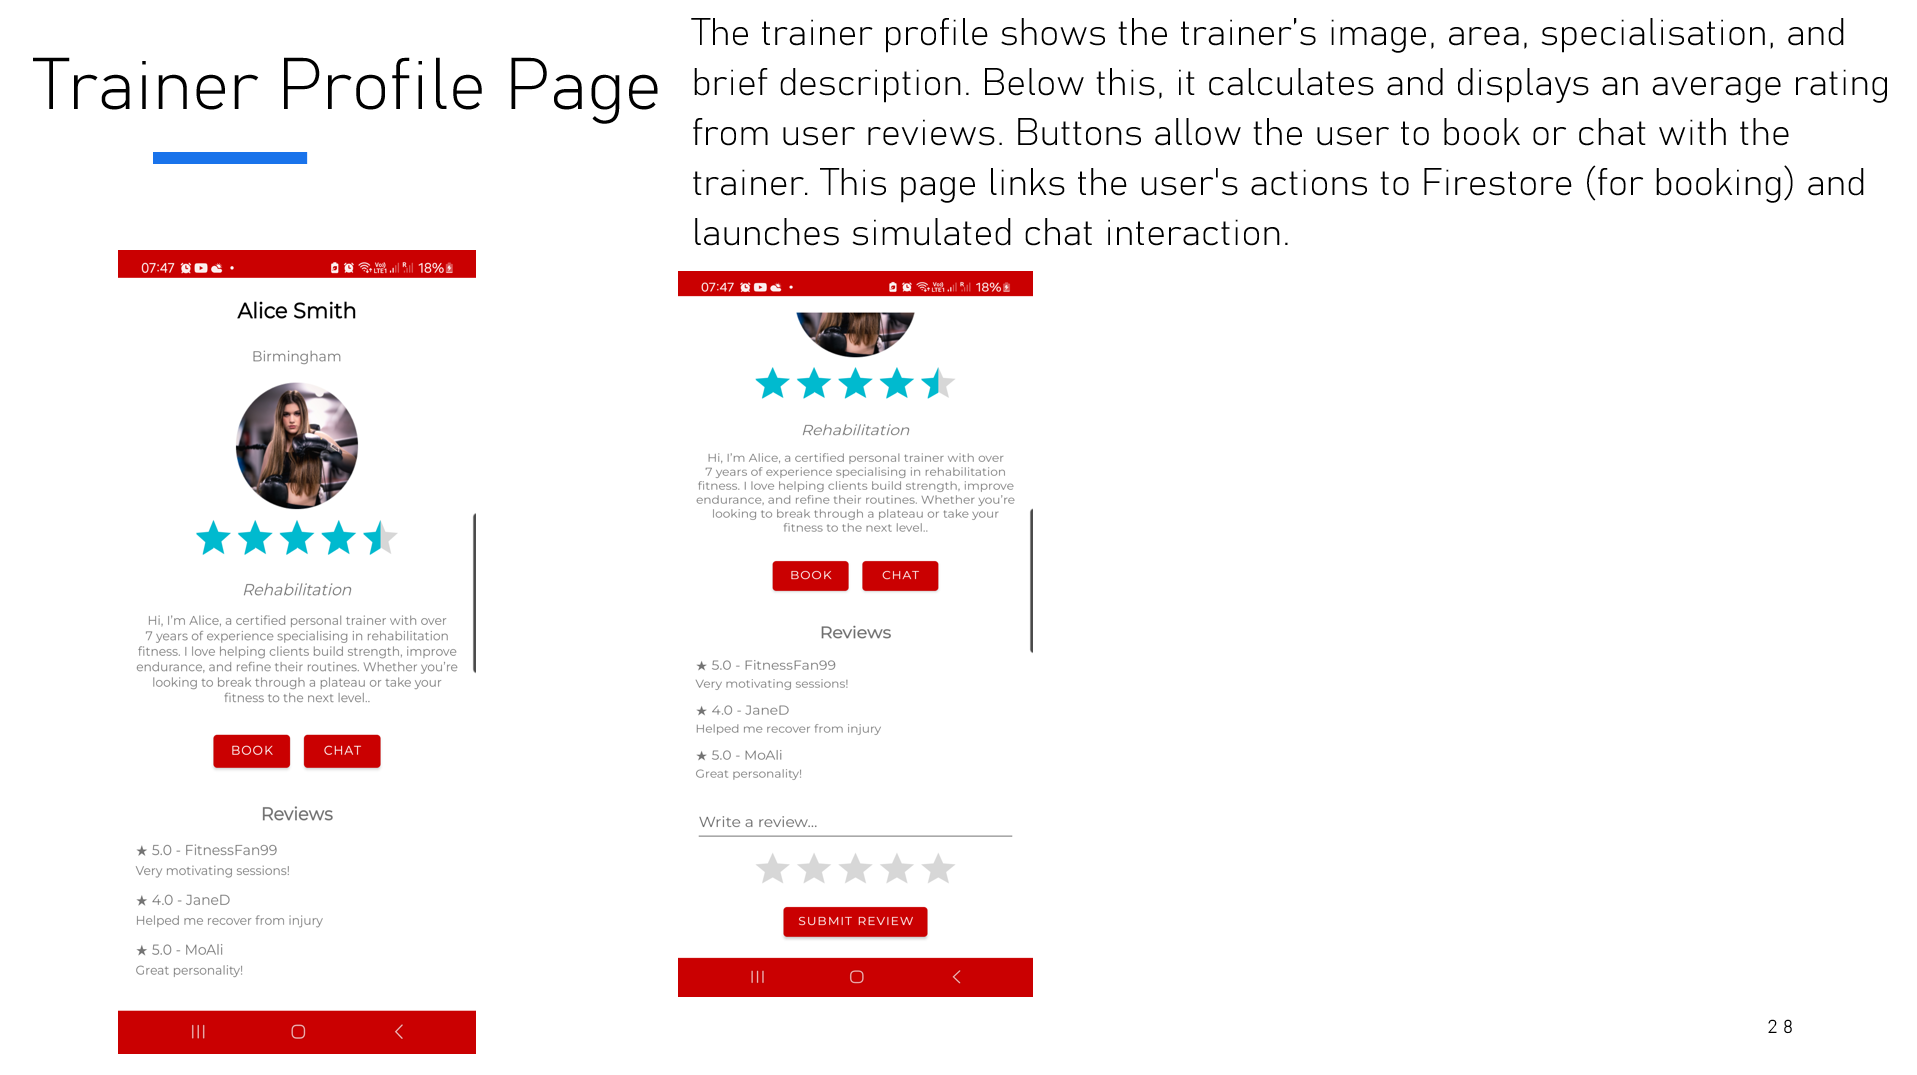 Trainer Profile Page
The trainer profile shows the trainer's image, area, specialisation, and
brief description. Below this, it calculates and displays an average rating
from user reviews. Buttons allow the user to book or chat with the
trainer. This page links the user's actions to Firestore (for booking) and
launches simulated chat interaction.
07:47
18%
Alice Smith
Birmingham
Rehabilitation
Hi, I'm Alice, a certified personal trainer with over
7 years of experience specialising in rehabilitation
fitness. I love helping clients build strength, improve
endurance, and refine their routines. Whether you're
looking to break through a plateau or take your
fitness to the next level..
BOOK CHAT
Reviews
★ 5.0 - FitnessFan99
Very motivating sessions!
★ 4.0 - JaneD
Helped me recover from injury
★ 5.0 - MoAli
Great personality!
07:47
18%
Rehabilitation
Hi, I'm Alice, a certified personal trainer with over
7 years of experience specialising in rehabilitation
fitness. I love helping clients build strength, improve
endurance, and refine their routines. Whether you're
looking to break through a plateau or take your
fitness to the next level..
BOOK CHAT
Reviews
★ 5.0 - FitnessFan99
Very motivating sessions!
★ 4.0 - JaneD
Helped me recover from injury
★ 5.0 - MoAli
Great personality!
Write a review...
SUBMIT REVIEW
28